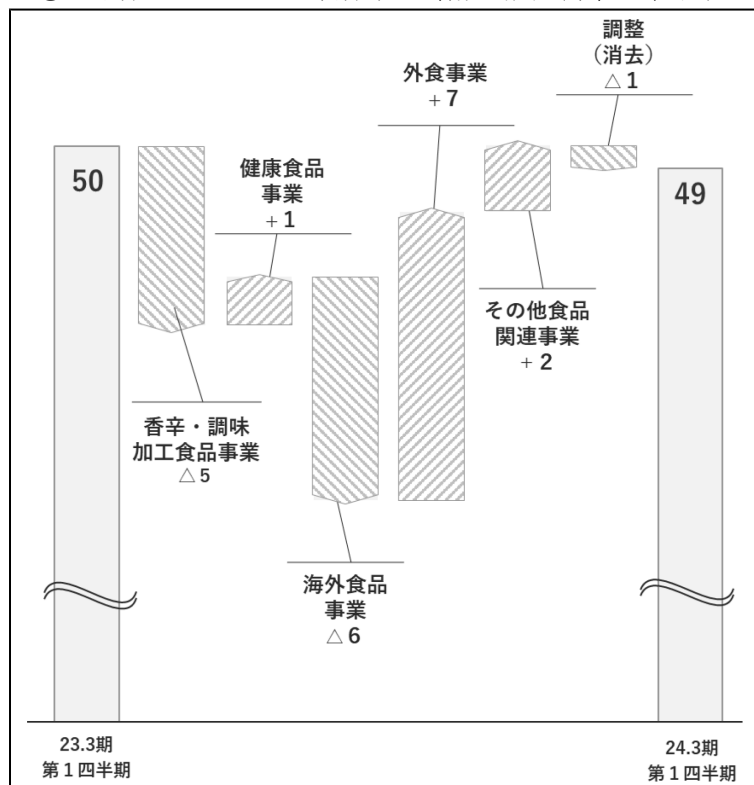 調整
（消去）
△1
外食事業
+7
健康食品
事業
+1
50
49
その他食品
関連事業
+2
香辛・調味
加工食品事業
△5
海外食品
事業
△6
23.3期
第1四半期
24.3期
第1四半期